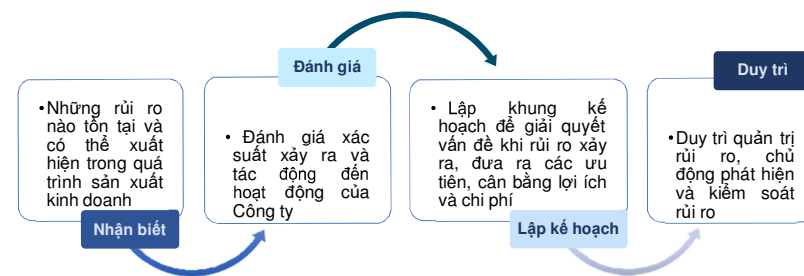 •Những rủi ro
nào tồn tại và
có thể xuất
hiện trong quá
trình sản xuất
kinh doanh
Nhận biết
Đánh giá
• Đánh giá xác
suất xảy ra và
tác động đến
hoạt động của
Công ty
• Lập khung kế
hoạch để giải quyết
vấn đề khi rủi ro xảy
ra, đưa ra các ưu
tiên, cân bằng lợi ích
và chi phí
Lập kế hoạch
Duy trì
•Duy trì quản trị
rủi ro, chủ
động phát hiện
và kiểm soát
rủi ro